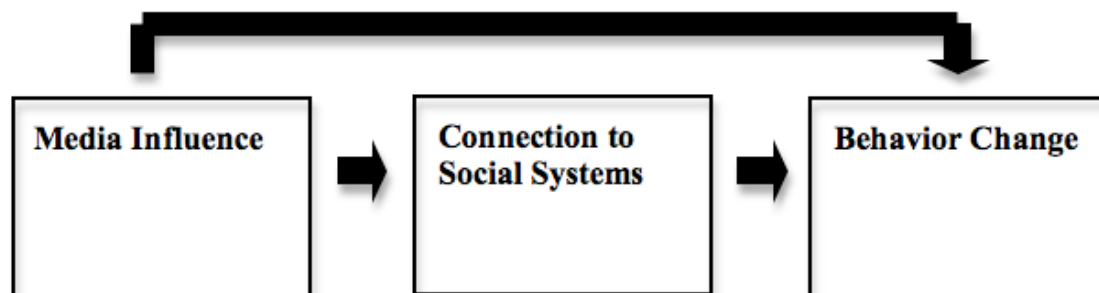 Media Influence
Connection to
Social Systems
Behavior Change